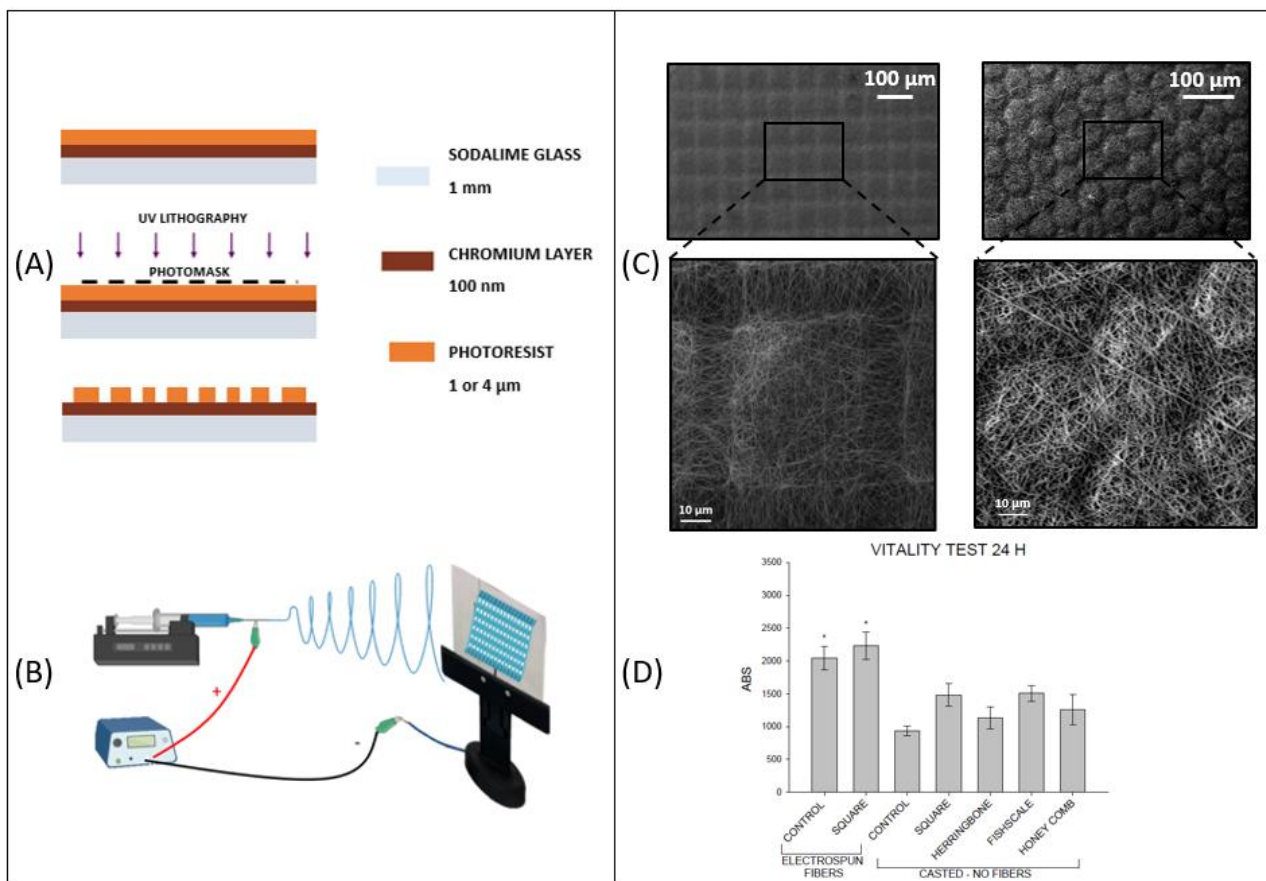 (A)
SODALIME GLASS
1 mm
UV LITHOGRAPHY
PHOTOMASK
CHROMIUM LAYER
100 nm
PHOTORESIST
1 or 4 µm
(B)
+
-
(C)
100 µm
100 µm
10 µm
10 µm
(D)
VITALITY TEST 24 H
ABS
3500
3000
2500
2000
1500
1000
500
0
* *
CONTROL
SQUARE
CONTROL
SQUARE
HERRINGBONE
FISHSCALE
HONEY COMB
ELECTROSPUN
FIBERS
CASTED - NO FIBERS